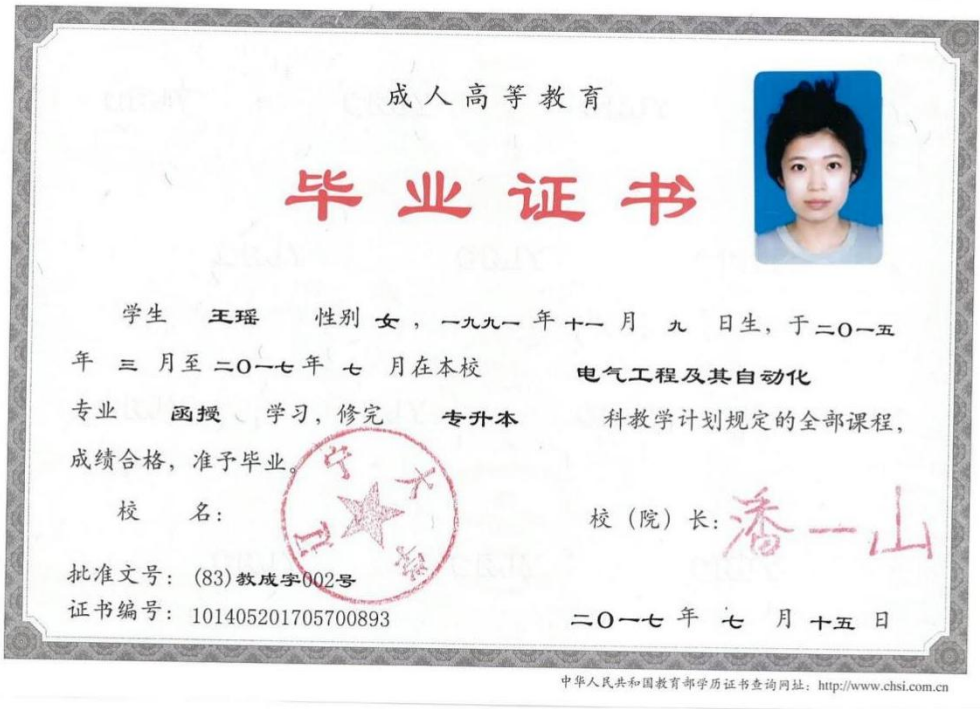 成人高等教育
毕业证书
学生 王瑶 性别 女 ，一九九一 年 十一 月 九 日生，于二〇一五
年 三 月至 二〇一七 年 七 月在本校 电气工程及其自动化
专业 函授 学习，修完 专升本 科教学计划规定的全部课程，
成绩合格，准予毕业。
辽宁大学
校 名： 校（院）长：潘一山
批准文号：(83)教成字002号
证书编号：101405201705700893 二〇一七 年 七 月 十五 日
中华人民共和国教育部学历证书查询网址：http://www.chsi.com.cn